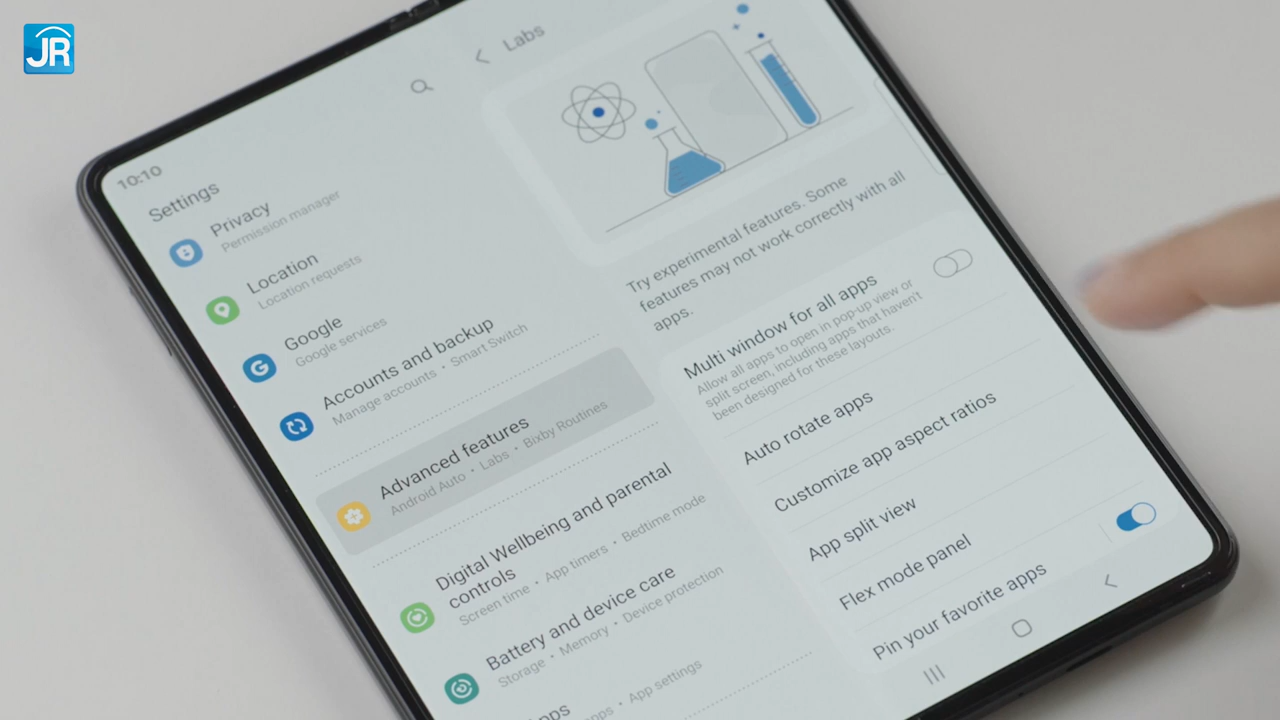 JR
10:10
Settings
Privacy
Permission manager
Location
Location requests
Google
Google services
Accounts and backup
Manage accounts • Smart Switch
Advanced features
Android Auto • Labs • Bixby Routines
Digital Wellbeing and parental
controls
Screen time • App timers • Bedtime mode
Battery and device care
Storage • Memory • Device protection
App settings
Labs
Try experimental features. Some
features may not work correctly with all
apps.
Multi window for all apps
Allow all apps to open in pop-up view or
split screen, including apps that haven't
been designed for these layouts.
Auto rotate apps
Customize app aspect ratios
App split view
Flex mode panel
Pin your favorite apps